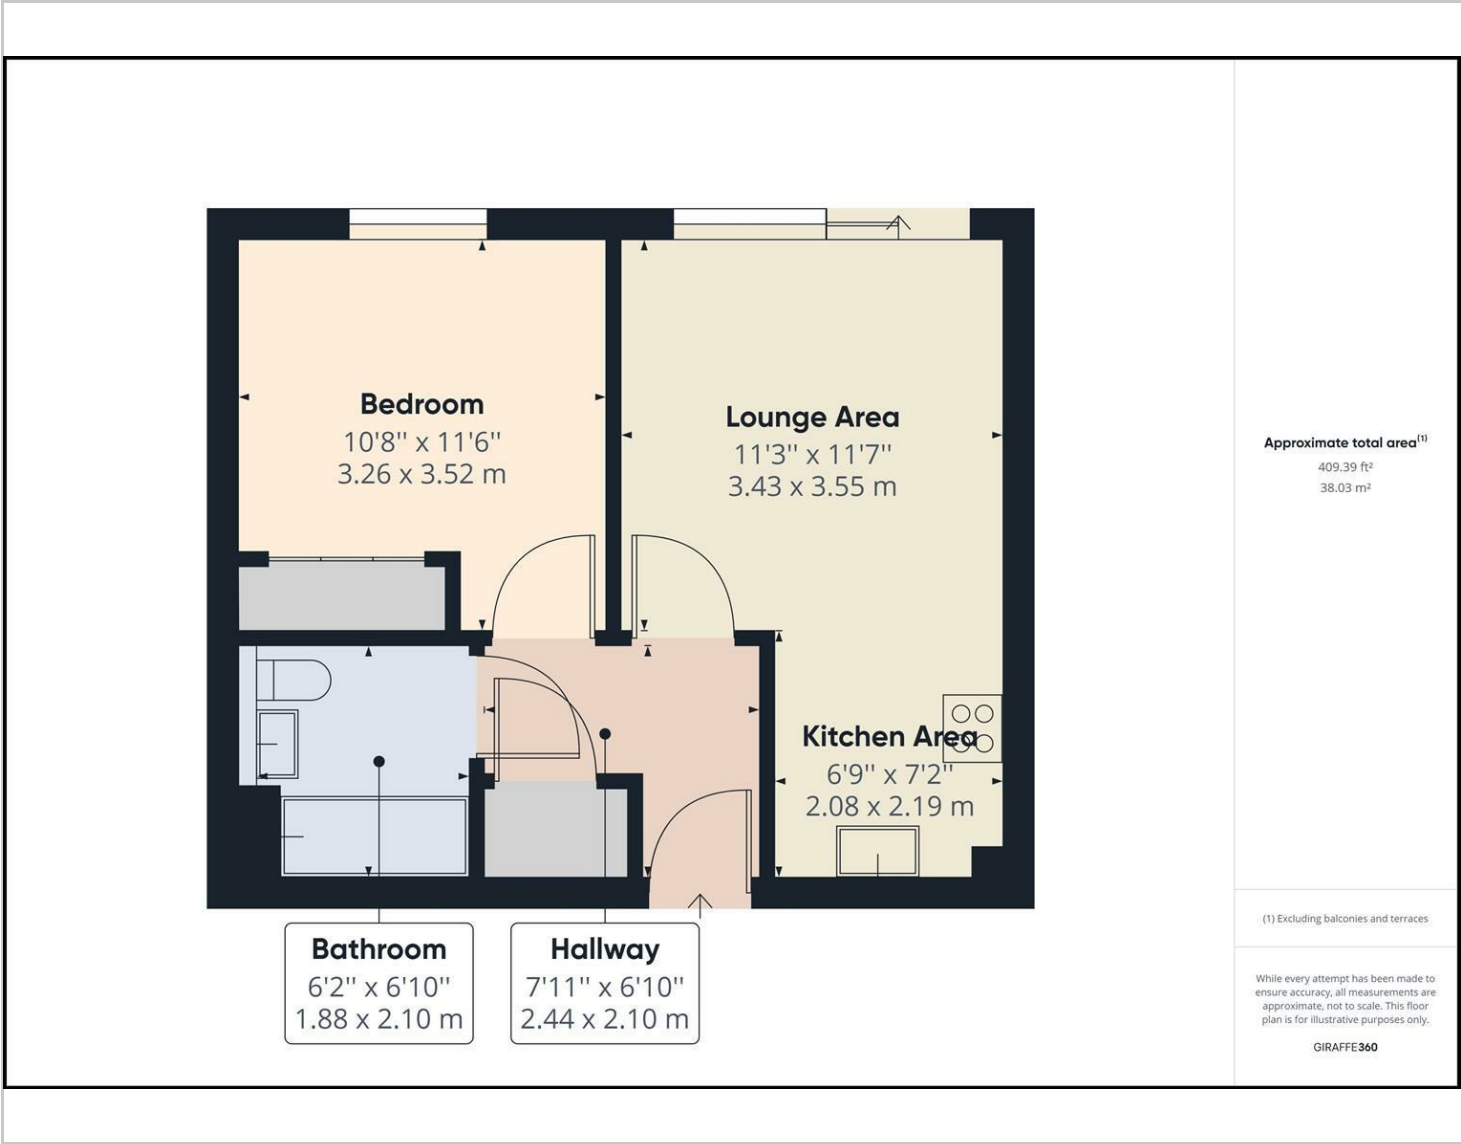 Bedroom
10'8'' x 11'6''
3.26 x 3.52 m
Lounge Area
11'3'' x 11'7''
3.43 x 3.55 m
Kitchen Area
6'9'' x 7'2''
2.08 x 2.19 m
Bathroom
6'2'' x 6'10''
1.88 x 2.10 m
Hallway
7'11'' x 6'10''
2.44 x 2.10 m
Approximate total area(1)
409.39 ft²
38.03 m²
(1) Excluding balconies and terraces
While every attempt has been made to
ensure accuracy, all measurements are
approximate, not to scale. This floor
plan is for illustrative purposes only.
GIRAFFE360